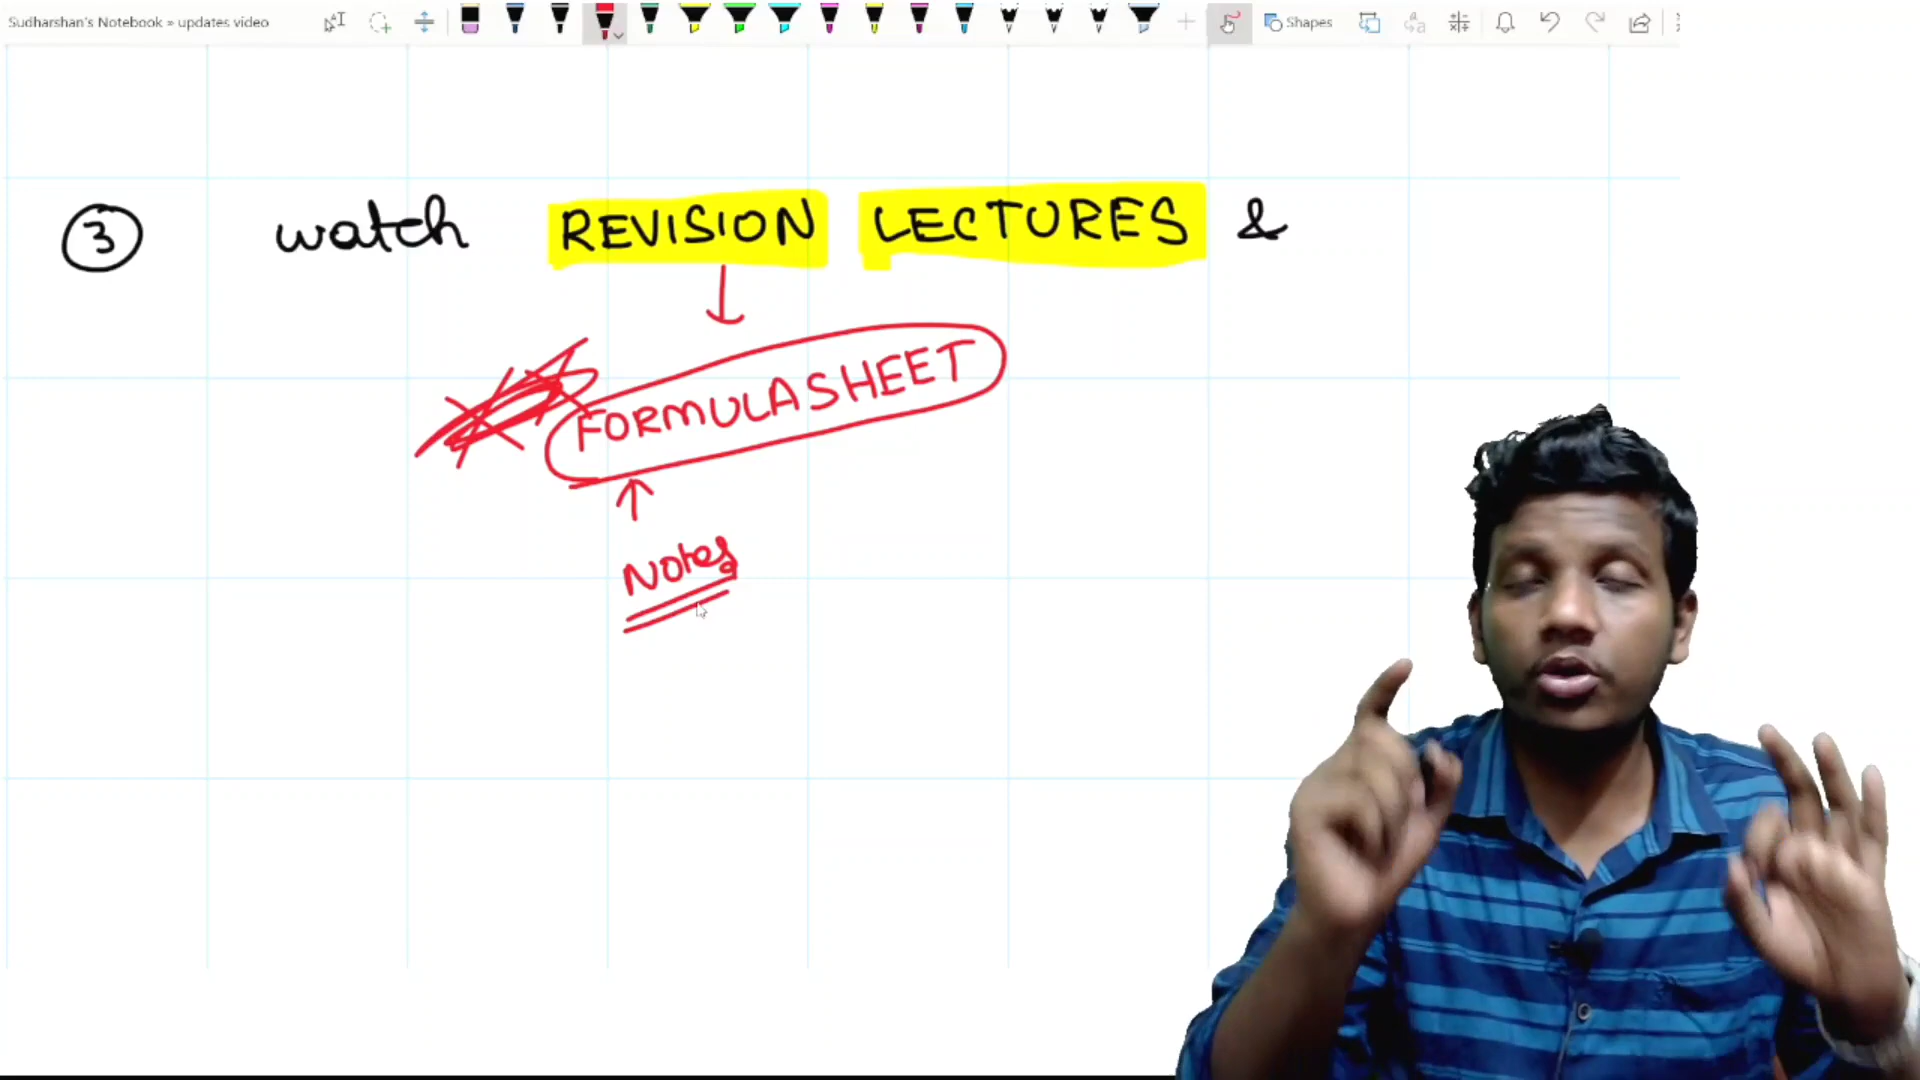 Sudharshan's Notebook » updates video
Shapes
③ watch REVISION LECTURES &
FORMULASHEET
Notes